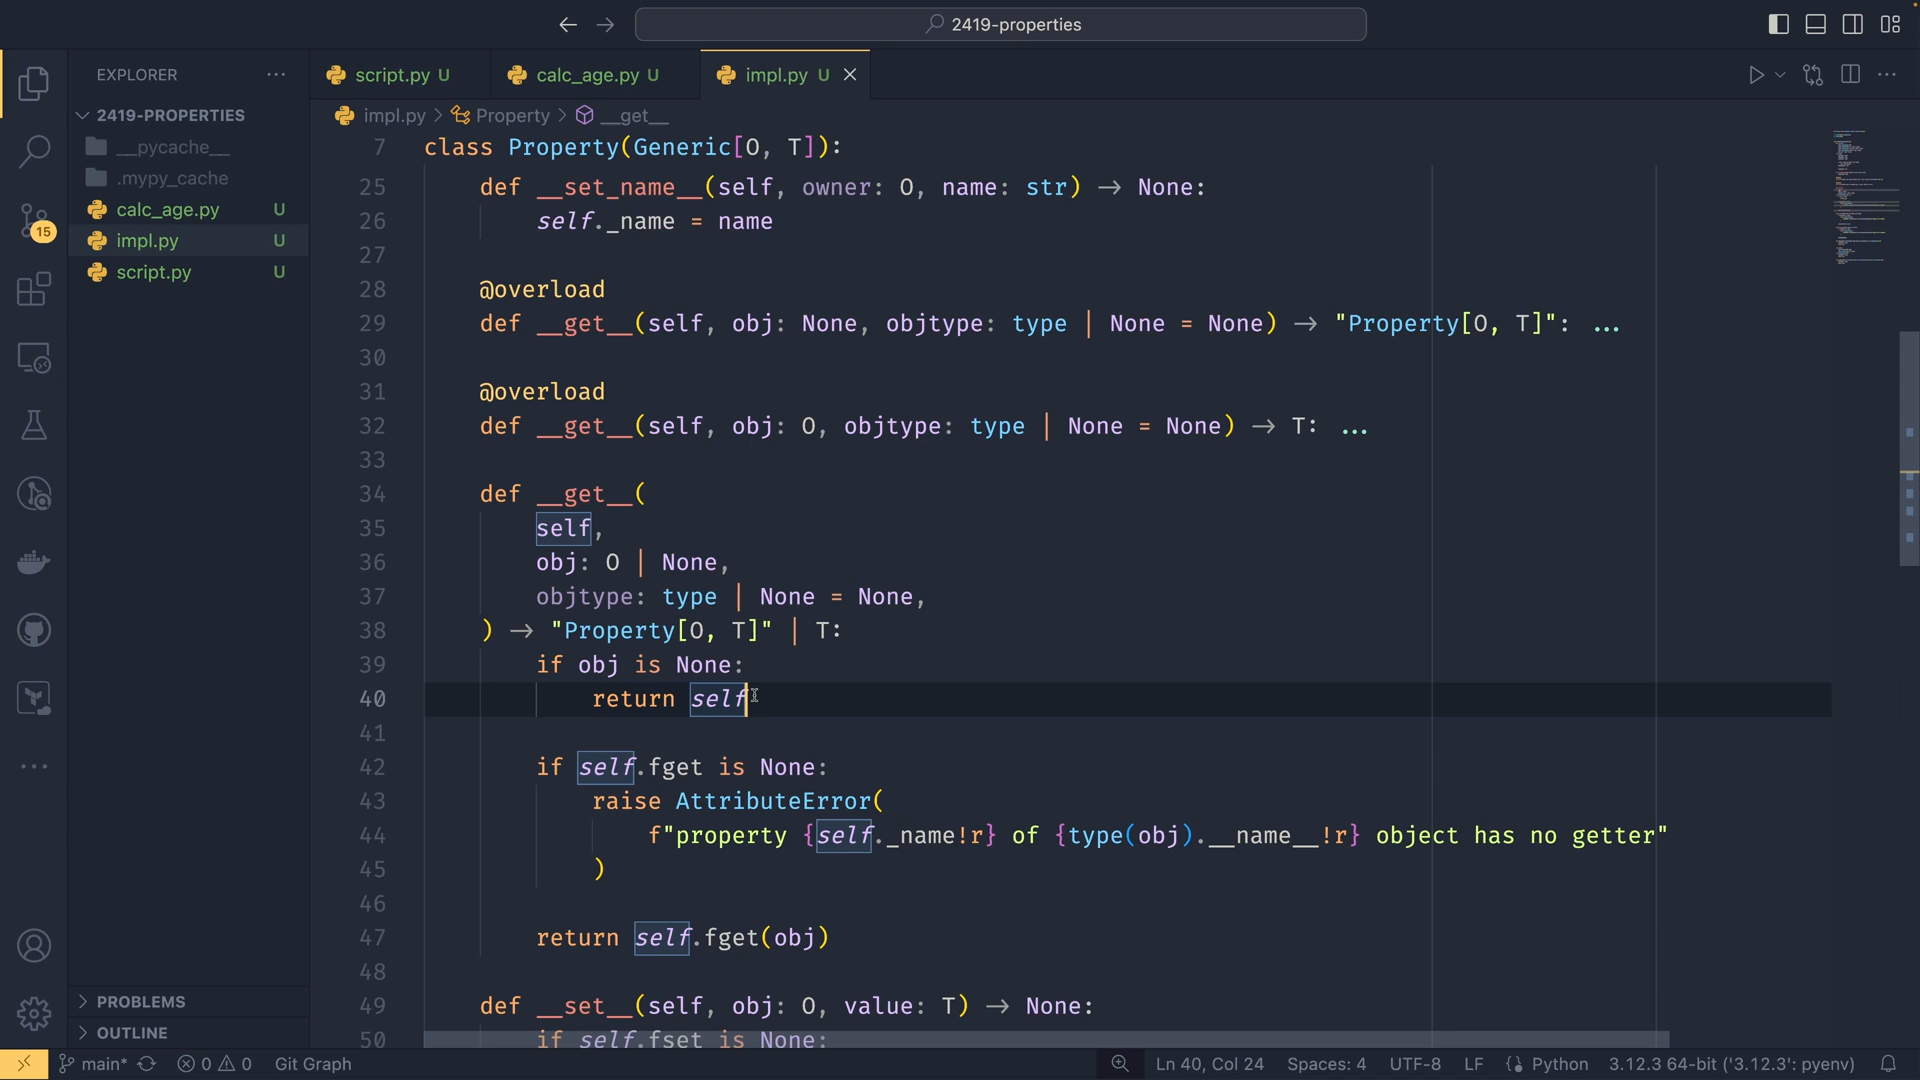 2419-properties
EXPLORER ...
script.py U
calc_age.py U
impl.py U
impl.py > Property > __get__
2419-PROPERTIES
__pycache__
.mypy_cache
calc_age.py U
impl.py U
script.py U
15
7 class Property(Generic[O, T]):
25 def __set_name__(self, owner: O, name: str) → None:
26 self._name = name
27
28 @overload
29 def __get__(self, obj: None, objtype: type | None = None) → "Property[O, T]": ...
30
31 @overload
32 def __get__(self, obj: O, objtype: type | None = None) → T: ...
33
34 def __get__(
35 self,
36 obj: O | None,
37 objtype: type | None = None,
38 ) → "Property[O, T]" | T:
39 if obj is None:
40 return self
41
42 if self.fget is None:
43 raise AttributeError(
44 f"property {self._name!r} of {type(obj).__name__!r} object has no getter"
45 )
46
47 return self.fget(obj)
48
49 def __set__(self, obj: O, value: T) → None:
50 if self.fset is None:
PROBLEMS
OUTLINE
main* 0 0 Git Graph Ln 40, Col 24 Spaces: 4 UTF-8 LF Python 3.12.3 64-bit ('3.12.3': pyenv)